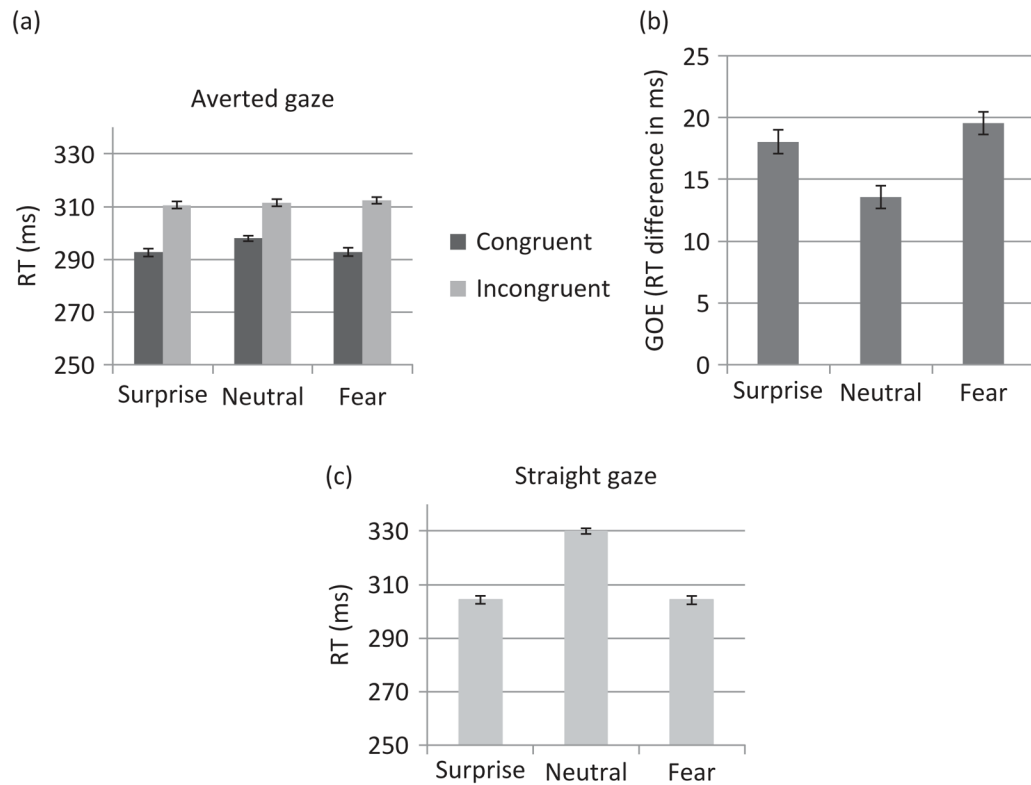 (a)
Averted gaze
RT (ms)
330
310
290
270
250
Surprise Neutral Fear
Congruent
Incongruent
(b)
GOE (RT difference in ms)
25
20
15
10
5
0
Surprise Neutral Fear
(c)
Straight gaze
RT (ms)
330
310
290
270
250
Surprise Neutral Fear